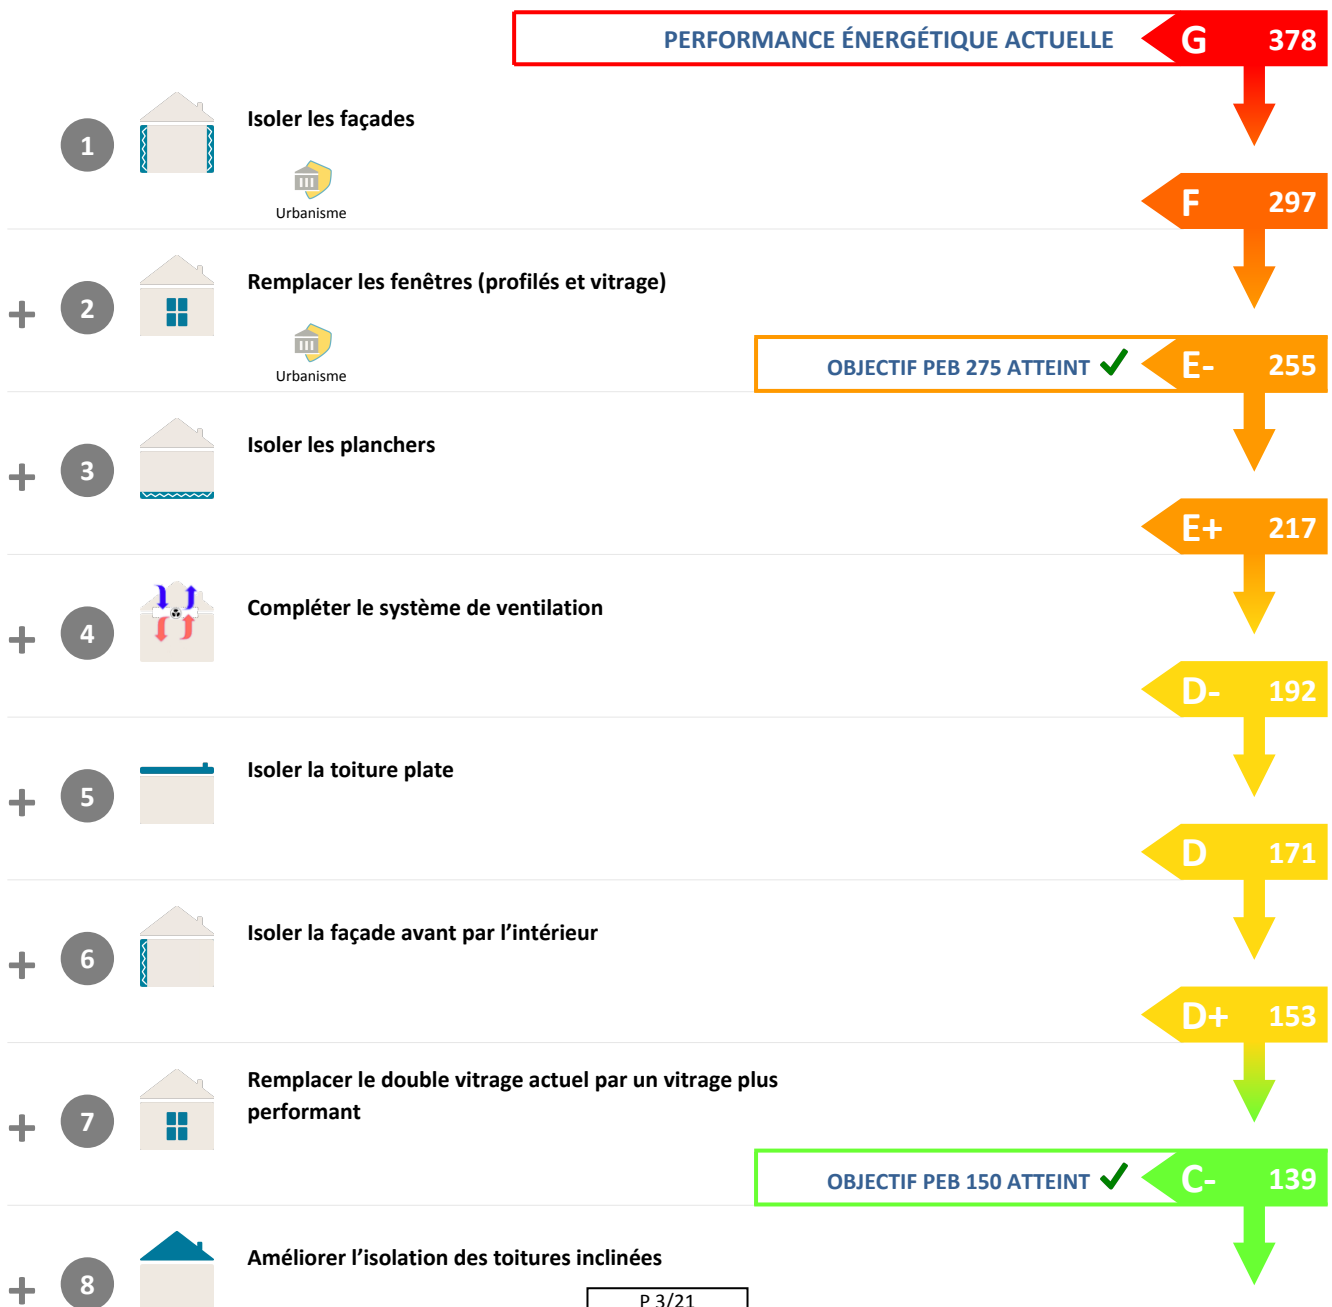 PERFORMANCE ÉNERGÉTIQUE ACTUELLE G 378
1 Isoler les façades
Urbanisme
F 297
+ 2 Remplacer les fenêtres (profilés et vitrage)
Urbanisme
OBJECTIF PEB 275 ATTEINT E- 255
+ 3 Isoler les planchers
E+ 217
+ 4 Compléter le système de ventilation
D- 192
+ 5 Isoler la toiture plate
D 171
+ 6 Isoler la façade avant par l’intérieur
D+ 153
+ 7 Remplacer le double vitrage actuel par un vitrage plus
performant
OBJECTIF PEB 150 ATTEINT C- 139
+ 8 Améliorer l’isolation des toitures inclinées
P 3/21